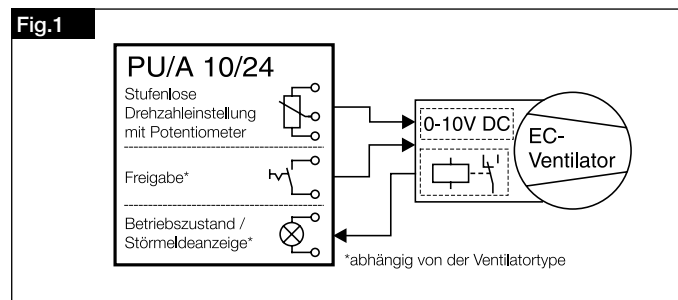 Fig.1
PU/A 10/24
Stufenlose
Drehzahleinstellung
mit Potentiometer
Freigabe*
Betriebszustand /
Störmeldeanzeige*
0-10V DC
EC-
Ventilator
*abhängig von der Ventilatortype